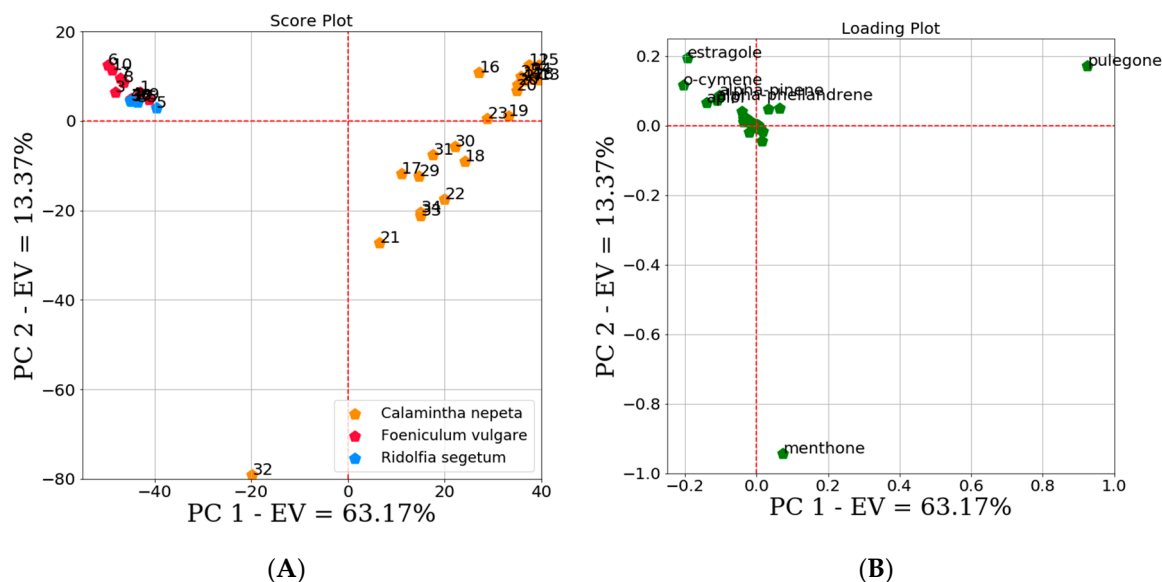 Score Plot
20
0
−20
−40
−60
−80
−40
−20
0
20
40
PC 2 - EV = 13.37%
PC 1 - EV = 63.17%
6
10
7
8
3
1
5
16
20
19
23
30
31
18
17
29
22
34
33
21
32
Calamintha nepeta
Foeniculum vulgare
Ridolfia segetum
(A)
Loading Plot
0.2
0.0
−0.2
−0.4
−0.6
−0.8
−1.0
−0.2
0.0
0.2
0.4
0.6
0.8
1.0
PC 2 - EV = 13.37%
PC 1 - EV = 63.17%
estragole
pulegone
o-cymene
alpha-pinene
alpha-phellandrene
menthone
(B)